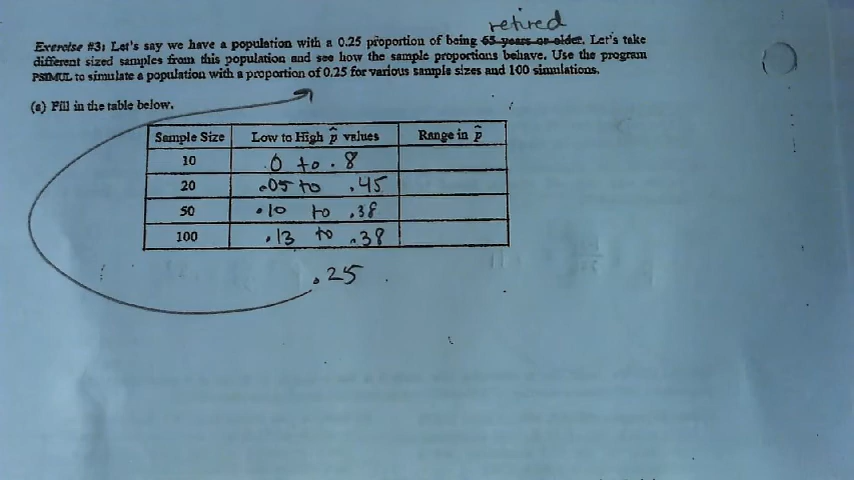 retired
Exercise #3: Let's say we have a population with a 0.25 proportion of being 65 years or older. Let's take
different sized samples from this population and see how the sample proportions behave. Use the program
PSIMUL to simulate a population with a proportion of 0.25 for various sample sizes and 100 simulations.
(a) Fill in the table below.
Sample Size Low to High p̂ values Range in p̂
10 .0 to .8
20 .05 to .45
50 .10 to .38
100 .13 to .38
.25